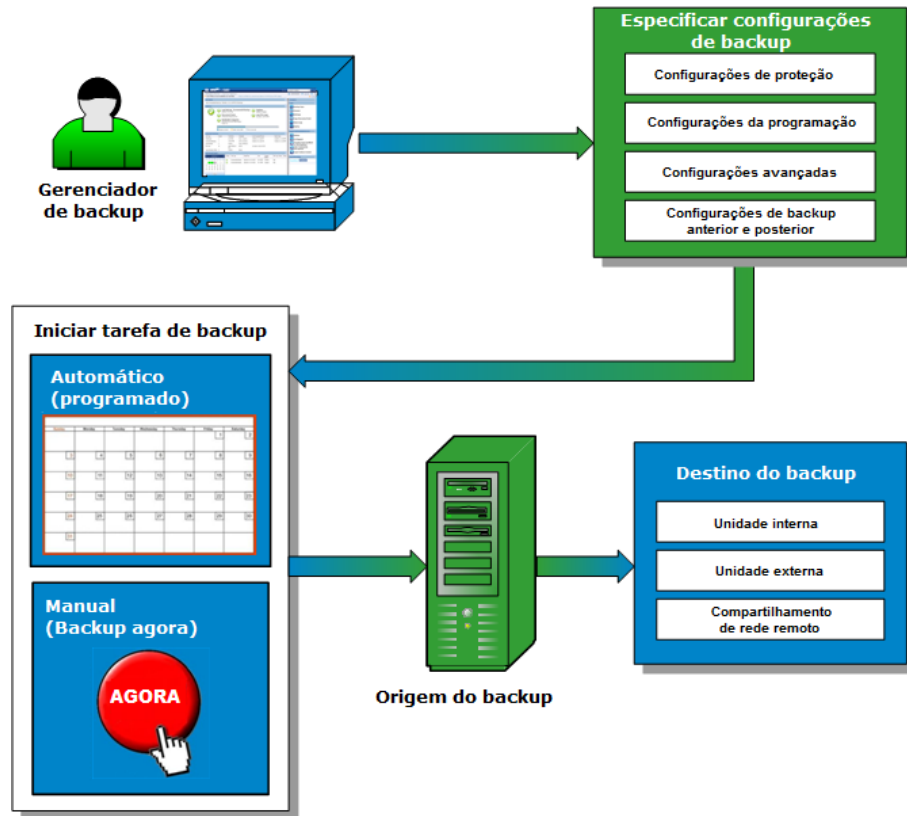 Gerenciador
de backup
Especificar configurações
de backup
Configurações de proteção
Configurações da programação
Configurações avançadas
Configurações de backup
anterior e posterior
Iniciar tarefa de backup
Automático
(programado)
Manual
(Backup agora)
AGORA
Origem do backup
Destino do backup
Unidade interna
Unidade externa
Compartilhamento
de rede remoto